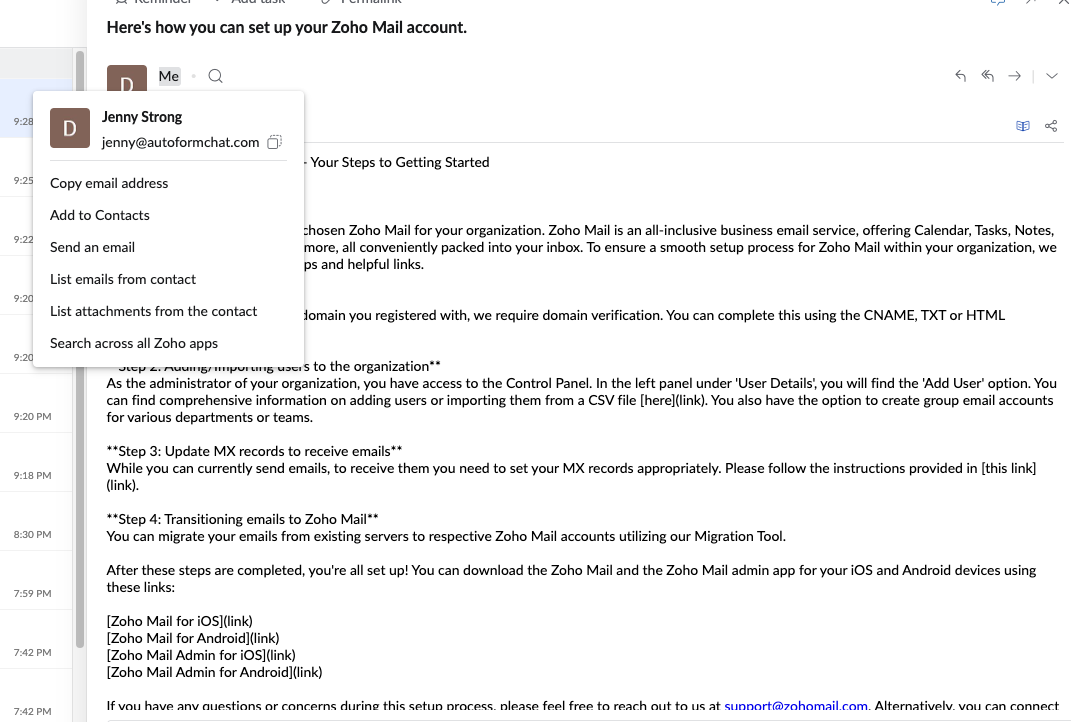 Reminder Add task Permalink
Here's how you can set up your Zoho Mail account.
D Me
D Jenny Strong
jenny@autoformchat.com
Copy email address
Add to Contacts
Send an email
List emails from contact
List attachments from the contact
Search across all Zoho apps
9:28
9:25
9:22
9:20
9:20
9:20 PM
9:18 PM
8:30 PM
7:59 PM
7:42 PM
7:42 PM
- Your Steps to Getting Started
chosen Zoho Mail for your organization. Zoho Mail is an all-inclusive business email service, offering Calendar, Tasks, Notes,
more, all conveniently packed into your inbox. To ensure a smooth setup process for Zoho Mail within your organization, we
ps and helpful links.
domain you registered with, we require domain verification. You can complete this using the CNAME, TXT or HTML
**Step 2: Adding/importing users to the organization**
As the administrator of your organization, you have access to the Control Panel. In the left panel under 'User Details', you will find the 'Add User' option. You
can find comprehensive information on adding users or importing them from a CSV file [here](link). You also have the option to create group email accounts
for various departments or teams.
**Step 3: Update MX records to receive emails**
While you can currently send emails, to receive them you need to set your MX records appropriately. Please follow the instructions provided in [this link]
(link).
**Step 4: Transitioning emails to Zoho Mail**
You can migrate your emails from existing servers to respective Zoho Mail accounts utilizing our Migration Tool.
After these steps are completed, you're all set up! You can download the Zoho Mail and the Zoho Mail admin app for your iOS and Android devices using
these links:
[Zoho Mail for iOS](link)
[Zoho Mail for Android](link)
[Zoho Mail Admin for iOS](link)
[Zoho Mail Admin for Android](link)
If you have any questions or concerns during this setup process, please feel free to reach out to us at support@zohomail.com. Alternatively, you can connect